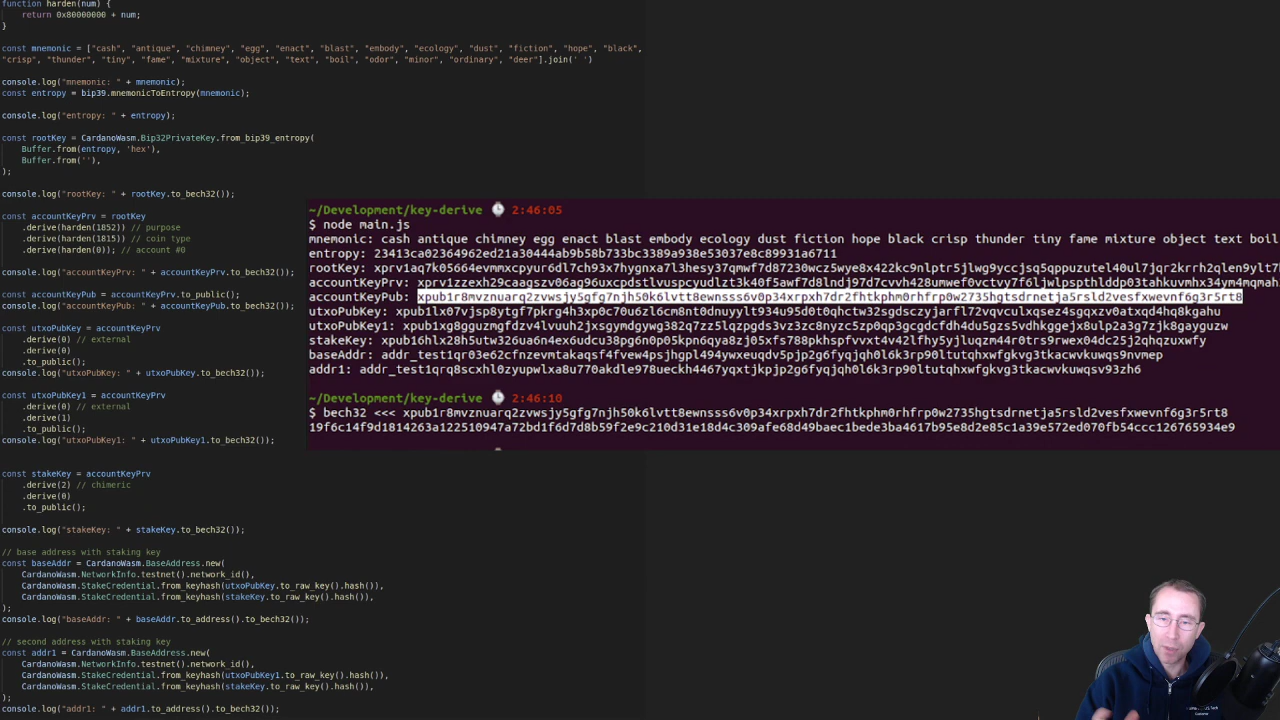 function harden(num) {
return 0x80000000 + num;
}
const mnemonic = ["cash", "antique", "chimney", "egg", "enact", "blast", "embody", "ecology", "dust", "fiction", "hope", "black",
"crisp", "thunder", "tiny", "fame", "mixture", "object", "text", "boil", "odor", "minor", "ordinary", "deer"].join(' ')
console.log("mnemonic: " + mnemonic);
const entropy = bip39.mnemonicToEntropy(mnemonic);
console.log("entropy: " + entropy);
const rootKey = CardanoWasm.Bip32PrivateKey.from_bip39_entropy(
Buffer.from(entropy, 'hex'),
Buffer.from(''),
);
console.log("rootKey: " + rootKey.to_bech32());
const accountKeyPrv = rootKey
.derive(harden(1852)) // purpose
.derive(harden(1815)) // coin type
.derive(harden(0)); // account #0
console.log("accountKeyPrv: " + accountKeyPrv.to_bech32());
const accountKeyPub = accountKeyPrv.to_public();
console.log("accountKeyPub: " + accountKeyPub.to_bech32());
const utxoPubKey = accountKeyPrv
.derive(0) // external
.derive(0)
.to_public();
console.log("utxoPubKey: " + utxoPubKey.to_bech32());
const utxoPubKey1 = accountKeyPrv
.derive(0) // external
.derive(1)
.to_public();
console.log("utxoPubKey1: " + utxoPubKey1.to_bech32());
const stakeKey = accountKeyPrv
.derive(2) // chimeric
.derive(0)
.to_public();
console.log("stakeKey: " + stakeKey.to_bech32());
// base address with staking key
const baseAddr = CardanoWasm.BaseAddress.new(
CardanoWasm.NetworkInfo.testnet().network_id(),
CardanoWasm.StakeCredential.from_keyhash(utxoPubKey.to_raw_key().hash()),
CardanoWasm.StakeCredential.from_keyhash(stakeKey.to_raw_key().hash()),
);
console.log("baseAddr: " + baseAddr.to_address().to_bech32());
// second address with staking key
const addr1 = CardanoWasm.BaseAddress.new(
CardanoWasm.NetworkInfo.testnet().network_id(),
CardanoWasm.StakeCredential.from_keyhash(utxoPubKey1.to_raw_key().hash()),
CardanoWasm.StakeCredential.from_keyhash(stakeKey.to_raw_key().hash()),
);
console.log("addr1: " + addr1.to_address().to_bech32());
~/Development/key-derive 2:46:05
$ node main.js
mnemonic: cash antique chimney egg enact blast embody ecology dust fiction hope black crisp thunder tiny fame mixture object text boil
entropy: 23413ca02364962ed21a30444ab9b58b733bc3389a938e53037e8c89931a6711
rootKey: xprv1aq7k05664evmmxcpyur6dl7ch93x7hygnxa7l3hesy37qmwf7d87230wcz5wye8x422kc9nlptr5jlwg9yccjsq5qppuzutel40ul7jqr2krrh2qlen9ylt7
accountKeyPrv: xprv1zzexh29caagszv06ag96uxcpdstlvuspcyudlyxz3t3k40f5awf7d8lndj97d7cvvh428umwef0vctvy7f6ljwlpspthlddp03tahkuvmhx34ym4mqmah
accountKeyPub: xpub1r8mvznuarq2zvwsjy5gfg7njh50k6lvtt8ewnsss6v0p34xrpxh7dr2fhtkphm0rhfrp0w2735hgtsdrnetja5rsld2vesfxwevnf6g3r5rt8
utxoPubKey: xpub1lx07vjsp8ytgf7pkrg4h3xp0c70u6zl6cm8nt0dnuyylt934u95d0t0qhctw32sgdsczyjarfl72vqvculxqsez4sgqxzv0atxqd4hq8kgahu
utxoPubKey1: xpub1xg8gguzmgfdzv4lvuuh2jxsgymdgywg382q7zz5lqzpgds3vz3zc8nyzc5zp0qp3gcgdcfdh4du5gzs5vdhkggejx8ulp2a3g7zjk8gayguzw
stakeKey: xpub16hlx28h5utw326ua6n4ex6udcu38pg6n0p05kpn6qya8zj05xfs788pkhspfvvxt4v42lfhy5yjluqzm44r0trs9rwex04dc25j2qhqzuxwfy
baseAddr: addr_test1qr03e62cfnzevmtakaqsf4fvew4psjhgpl494ywxeuqdv5pjp2g6fyqjqh0l6k3rp90ltutqhxwfgkvg3tkacwvkuwqs9nvmep
addr1: addr_test1qrq8scxhl0zyupwlxa8u770akdle978ueckh4467yqxtjkpjp2g6fyqjqh0l6k3rp90ltutqhxwfgkvg3tkacwvkuwqsv93zh6
~/Development/key-derive 2:46:10
$ bech32 <<< xpub1r8mvznuarq2zvwsjy5gfg7njh50k6lvtt8ewnsss6v0p34xrpxh7dr2fhtkphm0rhfrp0w2735hgtsdrnetja5rsld2vesfxwevnf6g3r5rt8
19f6c14f9d1814263a122510947a72bd1f6d7d8b59f2e9c210d31e18d4c309afe68d49baec1bede3ba4617b95e8d2e85c1a39e572ed070fb54ccc126765934e9